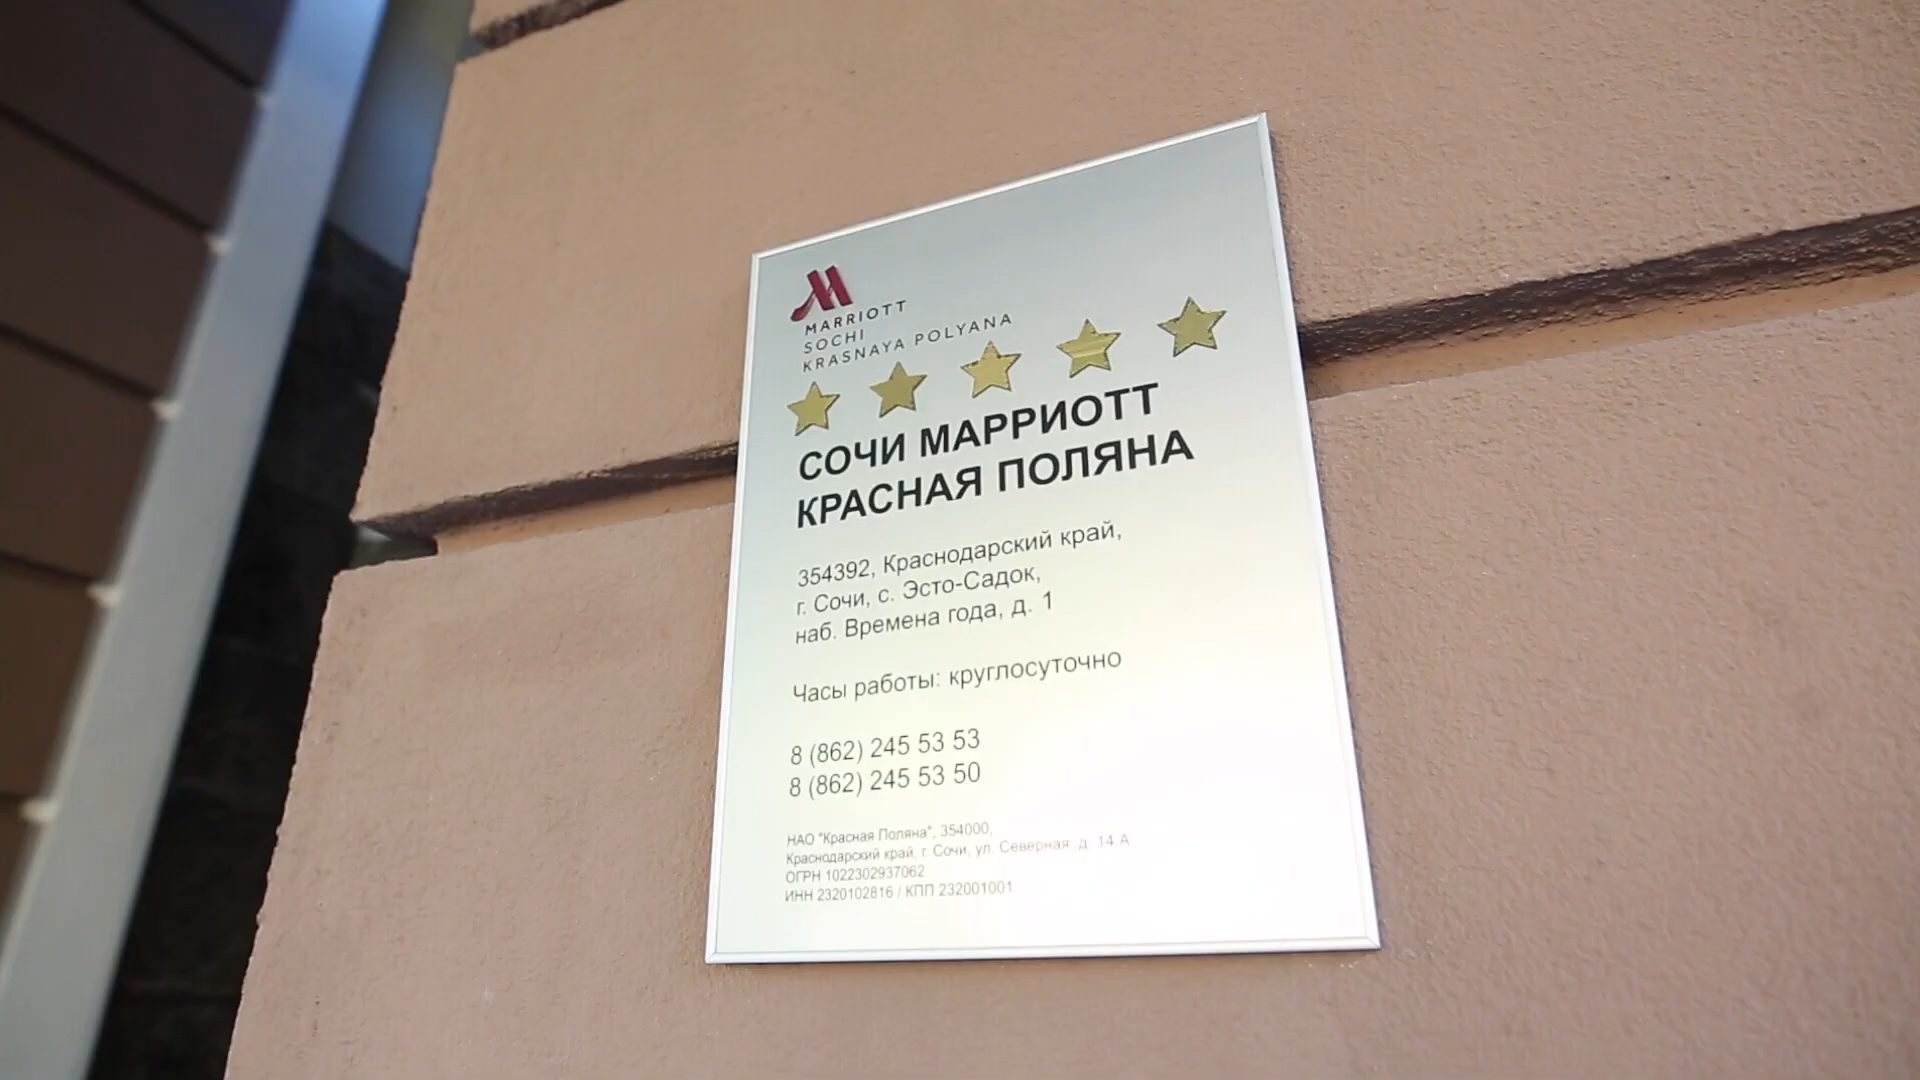 MARRIOTT
SOCHI
KRASNAYA POLYANA
СОЧИ МАРРИОТТ
КРАСНАЯ ПОЛЯНА
354392, Краснодарский край,
г. Сочи, с. Эсто-Садок,
наб. Времена года, д. 1
Часы работы: круглосуточно
8 (862) 245 53 53
8 (862) 245 53 50
НАО "Красная Поляна", 354000,
Краснодарский край, г. Сочи, ул. Северная, д. 14 А
ОГРН 1022302937062
ИНН 2320102816 / КПП 232001001